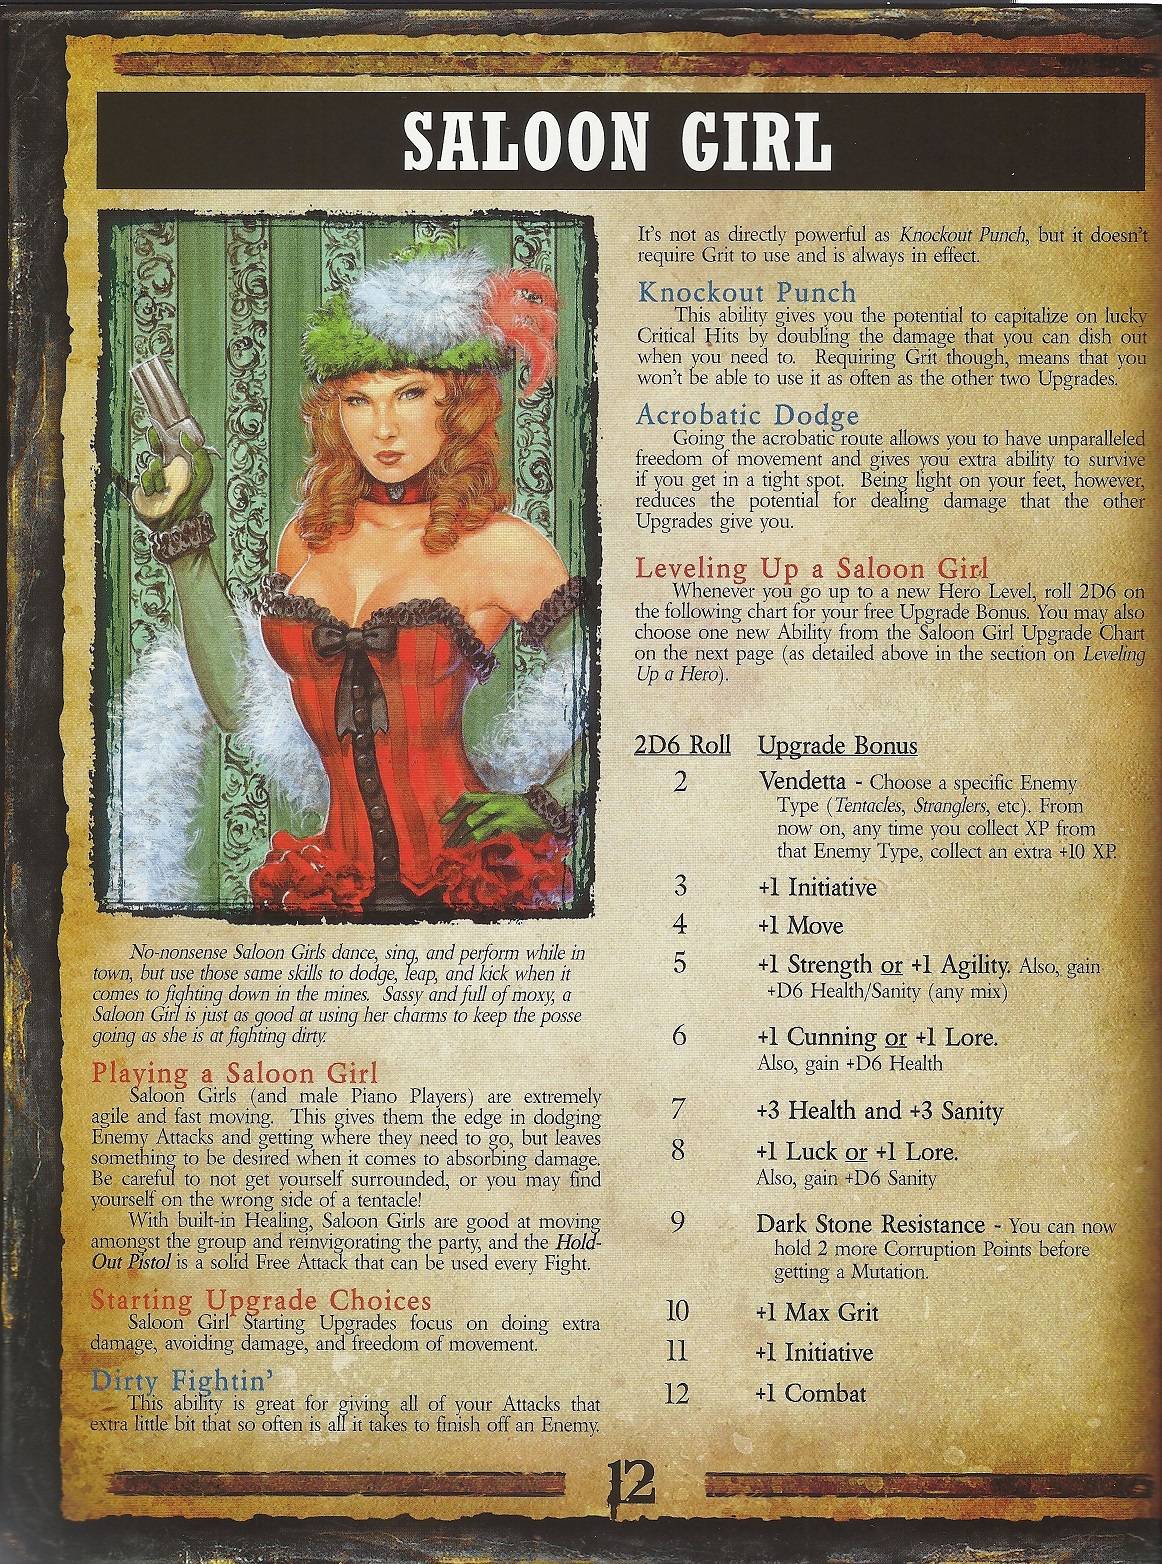 SALOON GIRL
No-nonsense Saloon Girls dance, sing, and perform while in
town, but use those same skills to dodge, leap, and kick when it
comes to fighting down in the mines. Sassy and full of moxy, a
Saloon Girl is just as good at using her charms to keep the posse
going as she is at fighting dirty.
Playing a Saloon Girl
Saloon Girls (and male Piano Players) are extremely
agile and fast moving. This gives them the edge in dodging
Enemy Attacks and getting where they need to go, but leaves
something to be desired when it comes to absorbing damage.
Be careful to not get yourself surrounded, or you may find
yourself on the wrong side of a tentacle!
With built-in Healing, Saloon Girls are good at moving
amongst the group and reinvigorating the party, and the Hold-
Out Pistol is a solid Free Attack that can be used every Fight.
Starting Upgrade Choices
Saloon Girl Starting Upgrades focus on doing extra
damage, avoiding damage, and freedom of movement.
Dirty Fightin'
This ability is great for giving all of your Attacks that
extra little bit that so often is all it takes to finish off an Enemy.
It's not as directly powerful as Knockout Punch, but it doesn't
require Grit to use and is always in effect.
Knockout Punch
This ability gives you the potential to capitalize on lucky
Critical Hits by doubling the damage that you can dish out
when you need to. Requiring Grit though, means that you
won't be able to use it as often as the other two Upgrades.
Acrobatic Dodge
Going the acrobatic route allows you to have unparalleled
freedom of movement and gives you extra ability to survive
if you get in a tight spot. Being light on your feet, however,
reduces the potential for dealing damage that the other
Upgrades give you.
Leveling Up a Saloon Girl
Whenever you go up to a new Hero Level, roll 2D6 on
the following chart for your free Upgrade Bonus. You may also
choose one new Ability from the Saloon Girl Upgrade Chart
on the next page (as detailed above in the section on Leveling
Up a Hero).
2D6 Roll Upgrade Bonus
2 Vendetta - Choose a specific Enemy
Type (Tentacles, Stranglers, etc). From
now on, any time you collect XP from
that Enemy Type, collect an extra +10 XP.
3 +1 Initiative
4 +1 Move
5 +1 Strength or +1 Agility. Also, gain
+D6 Health/Sanity (any mix)
6 +1 Cunning or +1 Lore.
Also, gain +D6 Health
7 +3 Health and +3 Sanity
8 +1 Luck or +1 Lore.
Also, gain +D6 Sanity
9 Dark Stone Resistance - You can now
hold 2 more Corruption Points before
getting a Mutation.
10 +1 Max Grit
11 +1 Initiative
12 +1 Combat
12